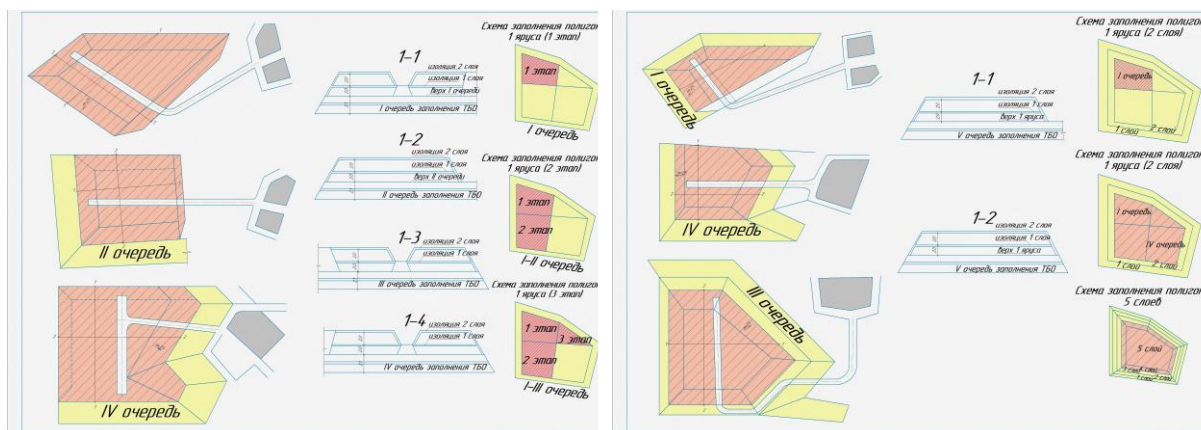 Схема заполнения полигон
1 яруса (1 этап)
1-1
изоляция 2 слоя
изоляция 1 слоя
Верх I очереди
I очередь заполнения ТБО
1 этап
I очередь
1-2
изоляция 2 слоя
изоляция 1 слоя
Верх II очереди
II очередь заполнения ТБО
Схема заполнения полигон
1 яруса (2 этап)
1 этап
2 этап
I-II очередь
II очередь
1-3
изоляция 2 слоя
изоляция 1 слоя
III очередь заполнения ТБО
Схема заполнения полигон
1 яруса (3 этап)
1 этап
3 этап
2 этап
I-III очередь
1-4
изоляция 2 слоя
изоляция 1 слоя
IV очередь заполнения ТБО
IV очередь
Схема заполнения полигон
1 яруса (2 слоя)
I очередь
1-1
изоляция 2 слоя
изоляция 1 слоя
Верх 1 яруса
V очередь заполнения ТБО
I очередь
1 слой
2 слой
Схема заполнения полигон
1 яруса (2 слоя)
I очередь
IV очередь
1 слой
2 слой
IV очередь
1-2
изоляция 2 слоя
изоляция 1 слоя
Верх 1 яруса
V очередь заполнения ТБО
III очередь
Схема заполнения полигон
5 слоев
5 слой